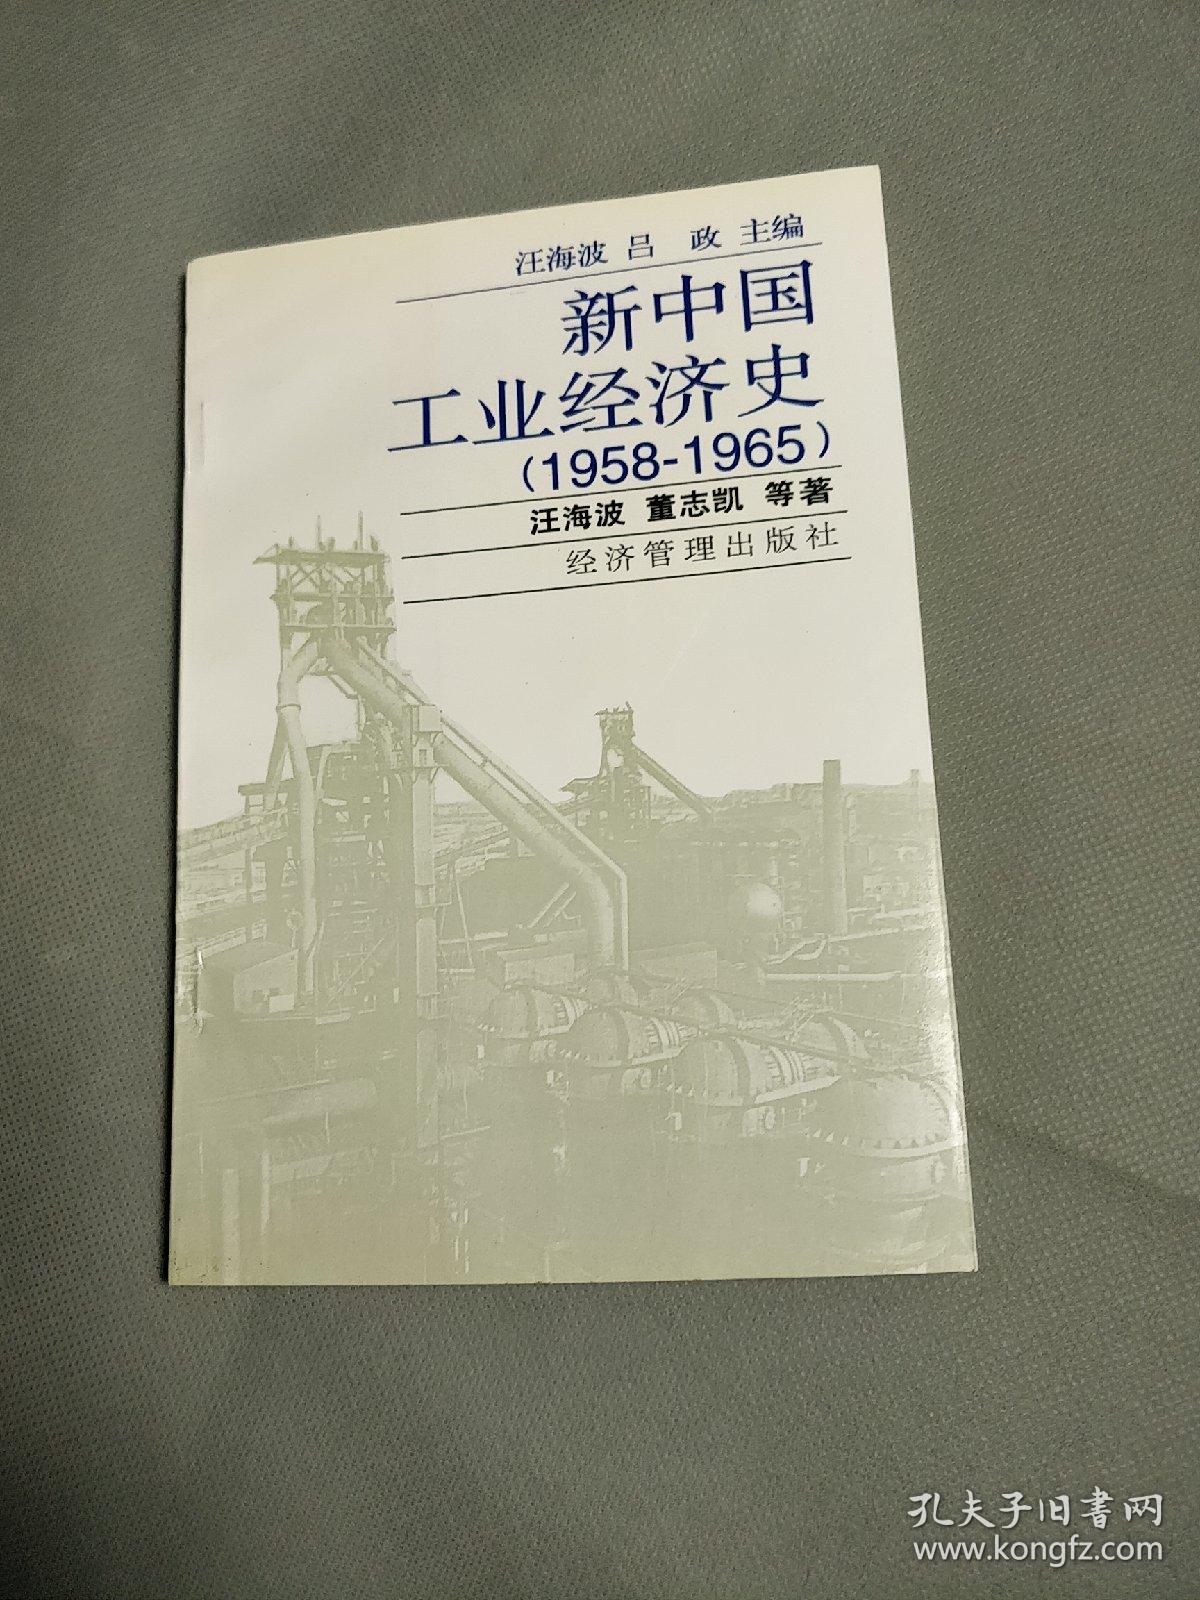 汪海波 吕 政 主编
新中国
工业经济史
(1958-1965)
汪海波 董志凯 等著
经济管理出版社
孔夫子旧书网
www.kongfz.com